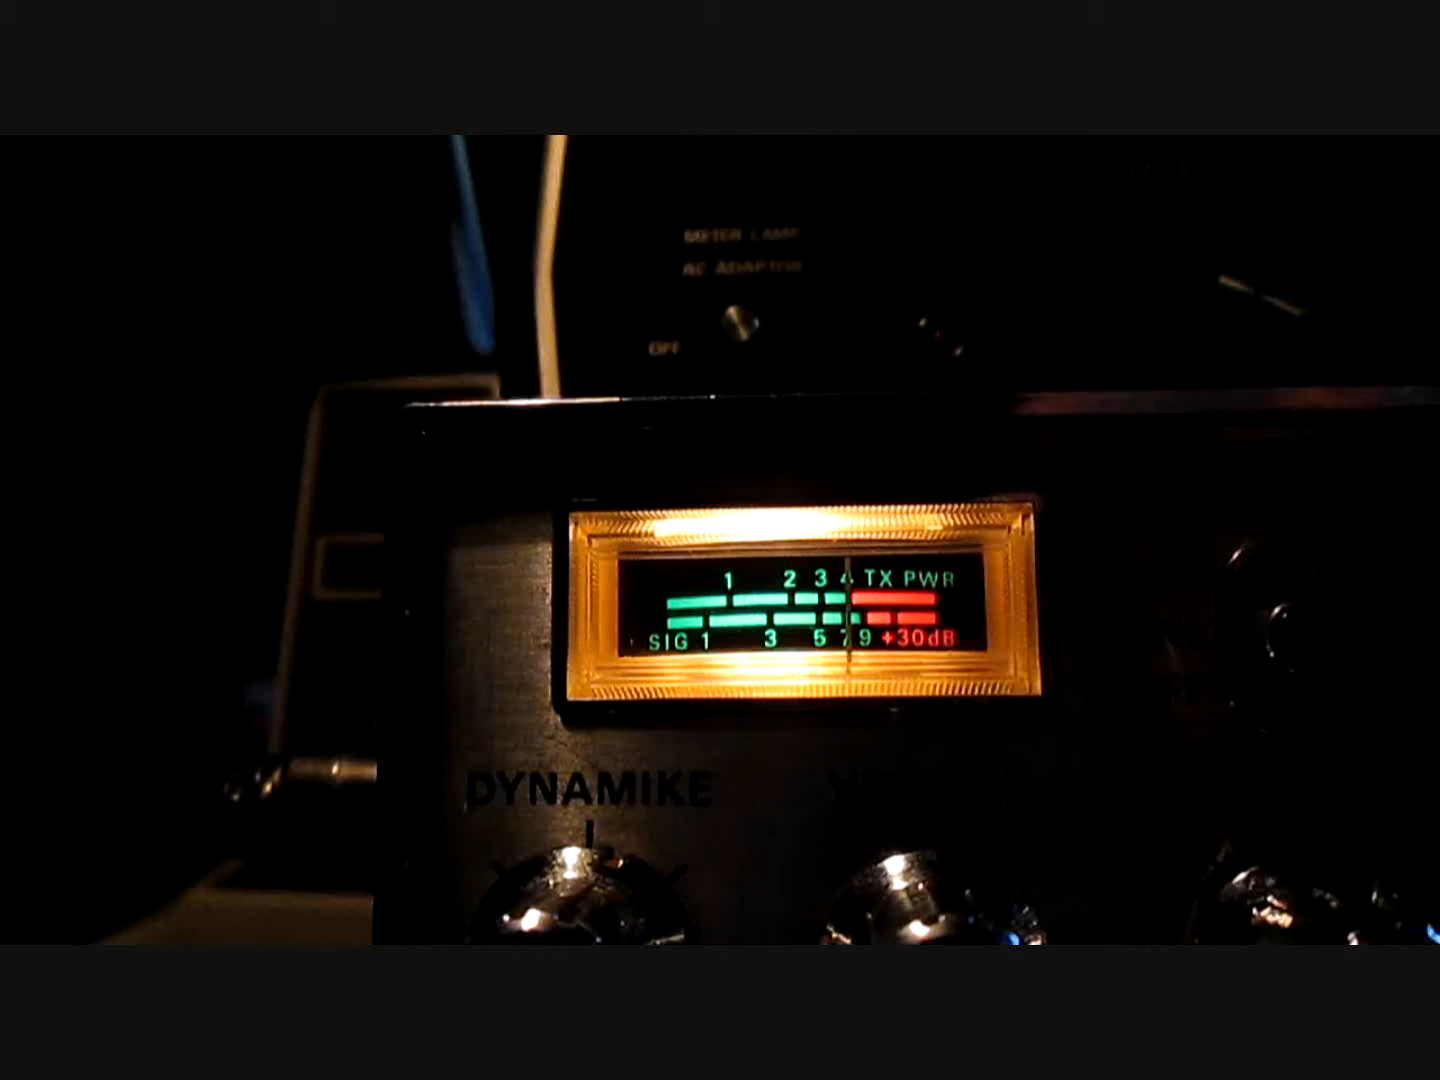 METER LAMP
AC ADAPTOR
OFF
1 2 3 4 TX PWR
SIG 1 3 5 7 9 +30dB
DYNAMIKE